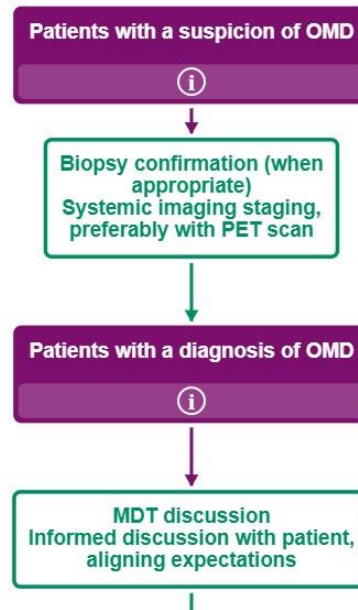 Patients with a suspicion of OMD
i
Biopsy confirmation (when
appropriate)
Systemic imaging staging,
preferably with PET scan
Patients with a diagnosis of OMD
i
MDT discussion
Informed discussion with patient,
aligning expectations